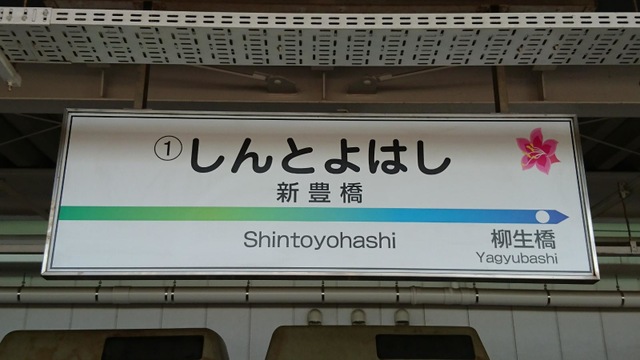 ①しんとよはし
新豊橋
Shintoyohashi
柳生橋
Yagyubashi